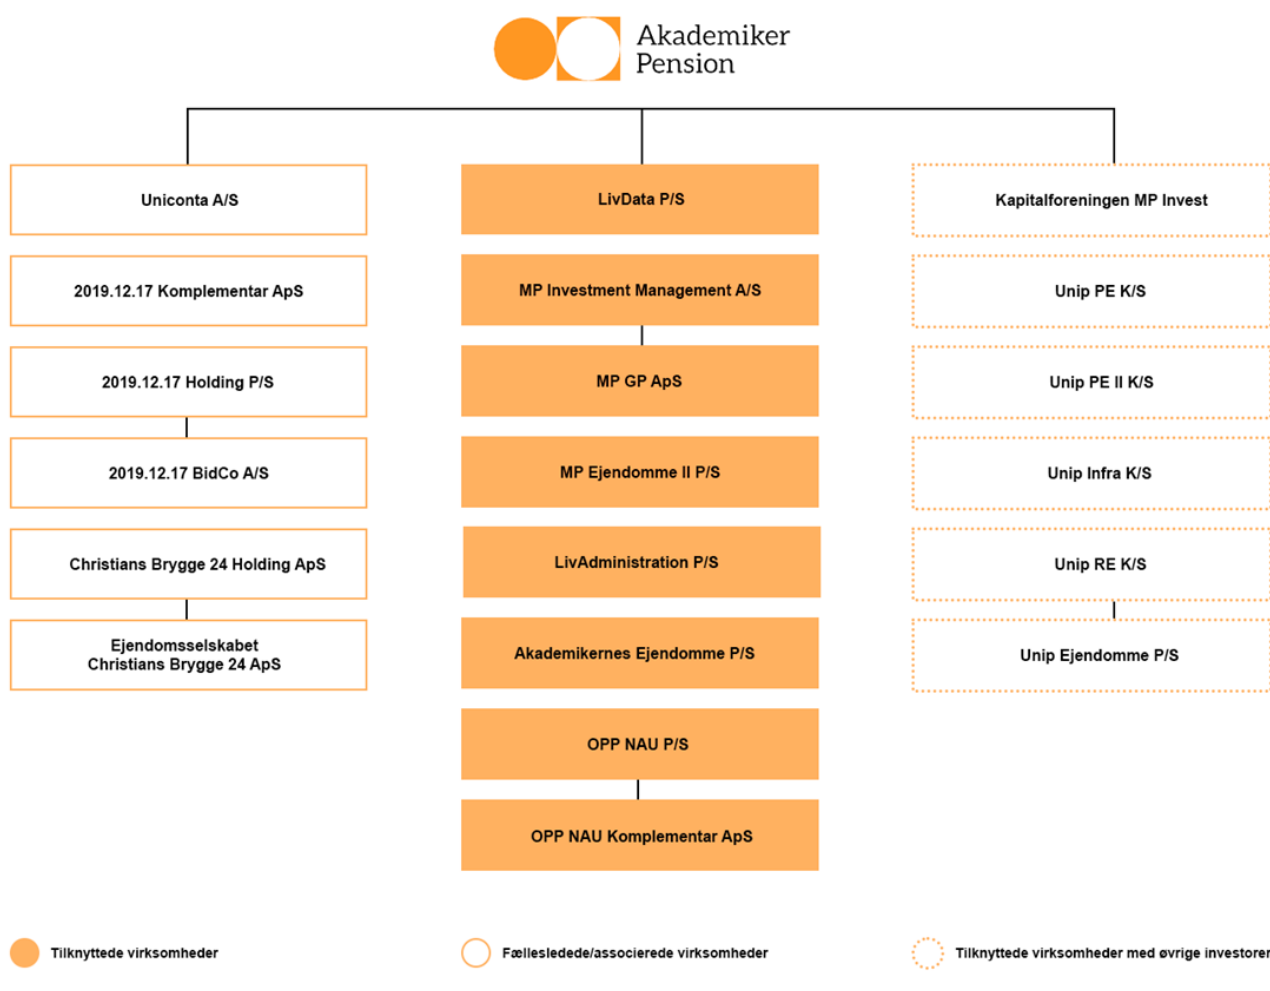 Akademiker
Pension
Uniconta A/S
2019.12.17 Komplementar ApS
2019.12.17 Holding P/S
2019.12.17 BidCo A/S
Christians Brygge 24 Holding ApS
Ejendomsselskabet
Christians Brygge 24 ApS
LivData P/S
MP Investment Management A/S
MP GP ApS
MP Ejendomme II P/S
LivAdministration P/S
Akademikernes Ejendomme P/S
OPP NAU P/S
OPP NAU Komplementar ApS
Kapitalforeningen MP Invest
Unip PE K/S
Unip PE II K/S
Unip Infra K/S
Unip RE K/S
Unip Ejendomme P/S
Tilknyttede virksomheder
Fællesledede/associerede virksomheder
Tilknyttede virksomheder med øvrige investorer